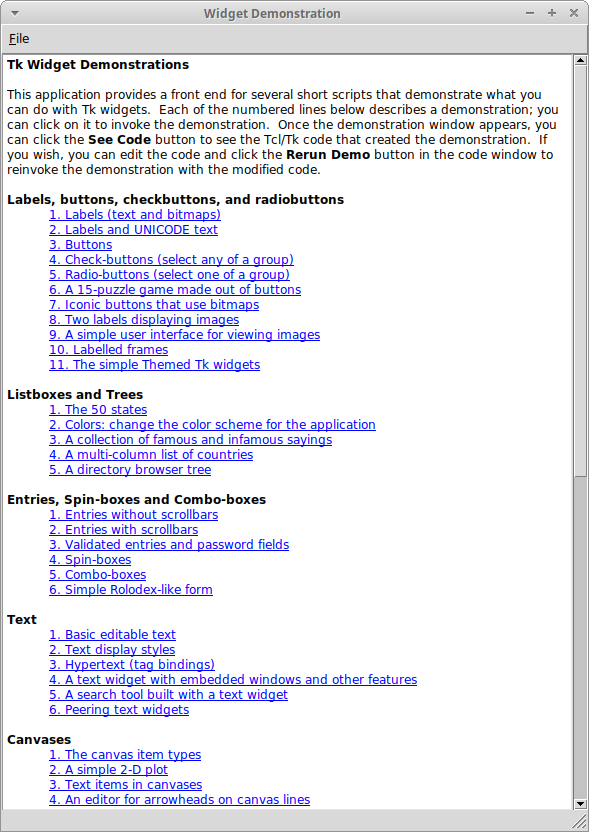 Widget Demonstration
File
Tk Widget Demonstrations
This application provides a front end for several short scripts that demonstrate what you
can do with Tk widgets.  Each of the numbered lines below describes a demonstration; you
can click on it to invoke the demonstration.  Once the demonstration window appears, you
can click the See Code button to see the Tcl/Tk code that created the demonstration.  If
you wish, you can edit the code and click the Rerun Demo button in the code window to
reinvoke the demonstration with the modified code.
Labels, buttons, checkbuttons, and radiobuttons
1. Labels (text and bitmaps)
2. Labels and UNICODE text
3. Buttons
4. Check-buttons (select any of a group)
5. Radio-buttons (select one of a group)
6. A 15-puzzle game made out of buttons
7. Iconic buttons that use bitmaps
8. Two labels displaying images
9. A simple user interface for viewing images
10. Labelled frames
11. The simple Themed Tk widgets
Listboxes and Trees
1. The 50 states
2. Colors: change the color scheme for the application
3. A collection of famous and infamous sayings
4. A multi-column list of countries
5. A directory browser tree
Entries, Spin-boxes and Combo-boxes
1. Entries without scrollbars
2. Entries with scrollbars
3. Validated entries and password fields
4. Spin-boxes
5. Combo-boxes
6. Simple Rolodex-like form
Text
1. Basic editable text
2. Text display styles
3. Hypertext (tag bindings)
4. A text widget with embedded windows and other features
5. A search tool built with a text widget
6. Peering text widgets
Canvases
1. The canvas item types
2. A simple 2-D plot
3. Text items in canvases
4. An editor for arrowheads on canvas lines